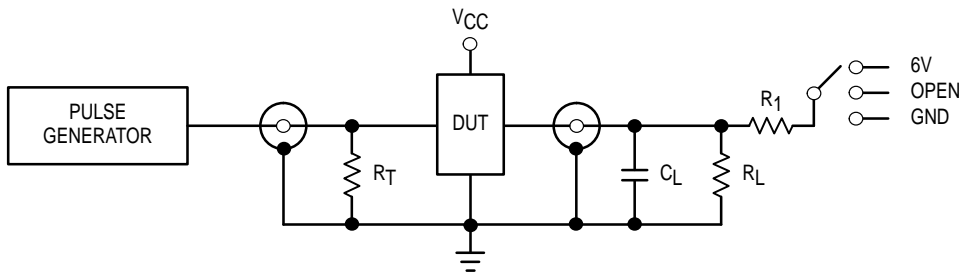 VCC
PULSE
GENERATOR
DUT
RT
CL
RL
R1
6V
OPEN
GND